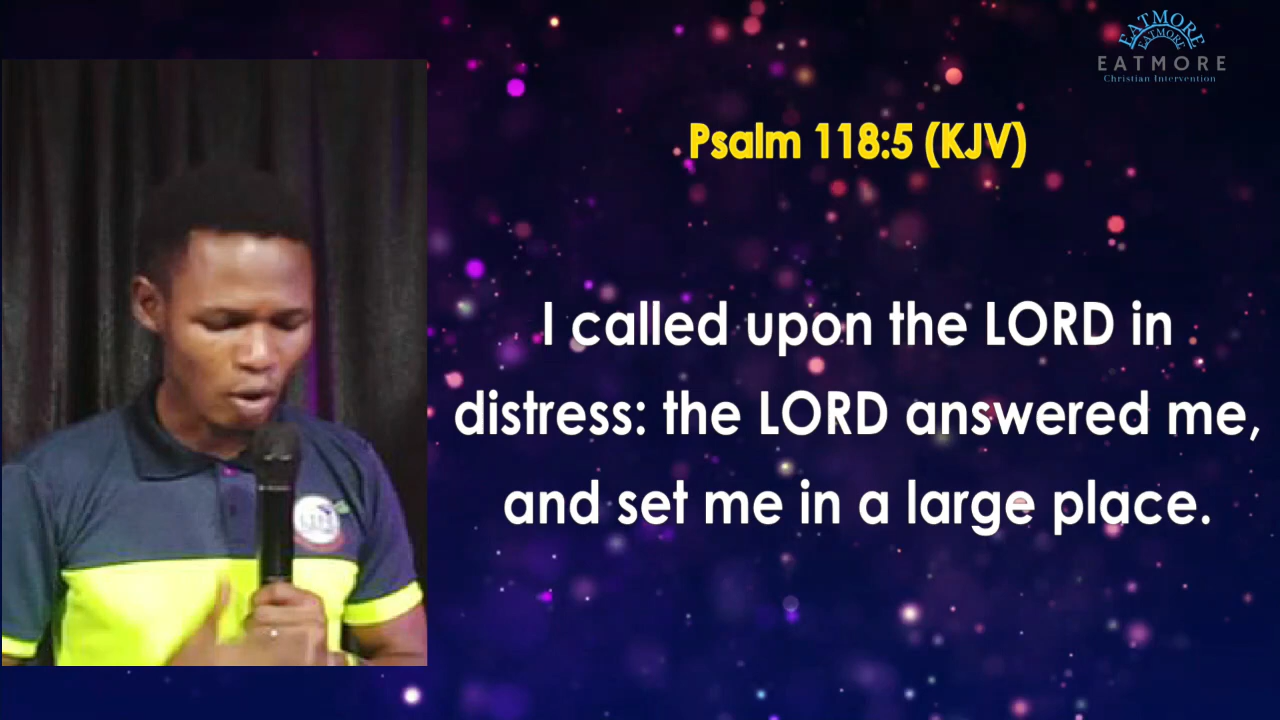 EATMORE
EATMORE
EATMORE
Christian Intervention
Psalm 118:5 (KJV)
I called upon the LORD in
distress: the LORD answered me,
and set me in a large place.